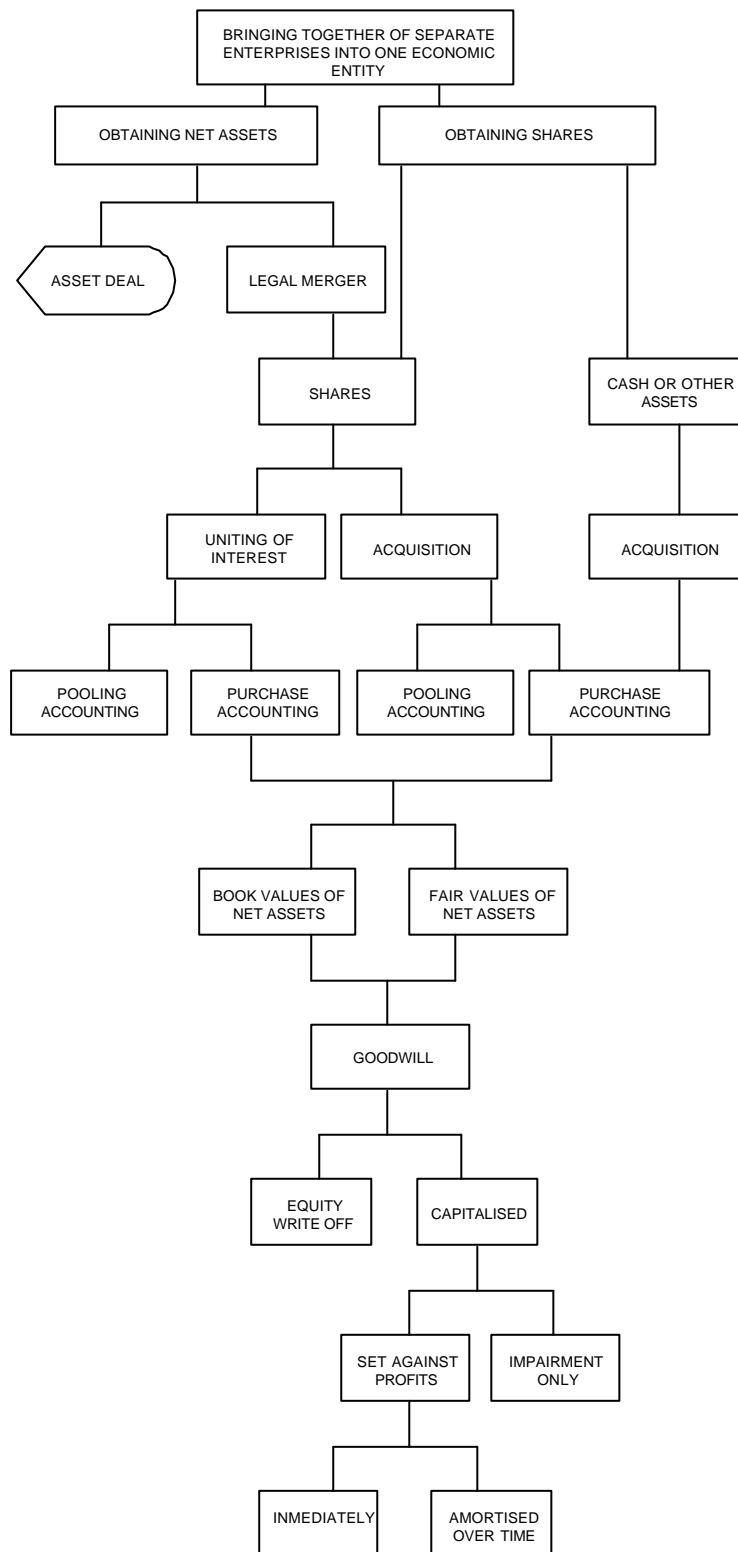 BRINGING TOGETHER OF SEPARATE
ENTERPRISES INTO ONE ECONOMIC
ENTITY
OBTAINING NET ASSETS
OBTAINING SHARES
ASSET DEAL
LEGAL MERGER
SHARES
CASH OR OTHER
ASSETS
UNITING OF
INTEREST
ACQUISITION
ACQUISITION
POOLING
ACCOUNTING
PURCHASE
ACCOUNTING
POOLING
ACCOUNTING
PURCHASE
ACCOUNTING
BOOK VALUES OF
NET ASSETS
FAIR VALUES OF
NET ASSETS
GOODWILL
EQUITY
WRITE OFF
CAPITALISED
SET AGAINST
PROFITS
IMPAIRMENT
ONLY
INMEDIATELY
AMORTISED
OVER TIME